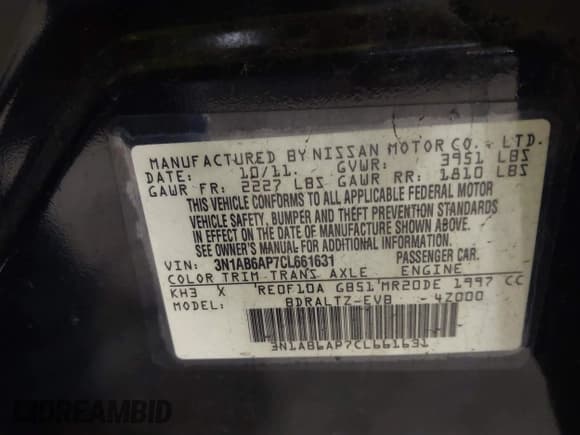 MANUFACTURED BY NISSAN MOTOR CO., LTD.
DATE: 10/11. GVWR: 3951 LBS
GAWR FR: 2227 LBS GAWR RR: 1810 LBS
THIS VEHICLE CONFORMS TO ALL APPLICABLE FEDERAL MOTOR
VEHICLE SAFETY, BUMPER AND THEFT PREVENTION STANDARDS
IN EFFECT ON THE DATE OF MANUFACTURE SHOWN ABOVE.
SEE OWNER'S MANUAL FOR ADDITIONAL INFORMATION.
VIN: 3N1AB6AP7CL661631 PASSENGER CAR
COLOR TRIM TRANS AXLE ENGINE
KH3 X RE0F10A GB51 MR20DE 1997 CC
MODEL: BDRALTZ-EVB -4Z000
3N1AB6AP7CL661631
DREAMBID